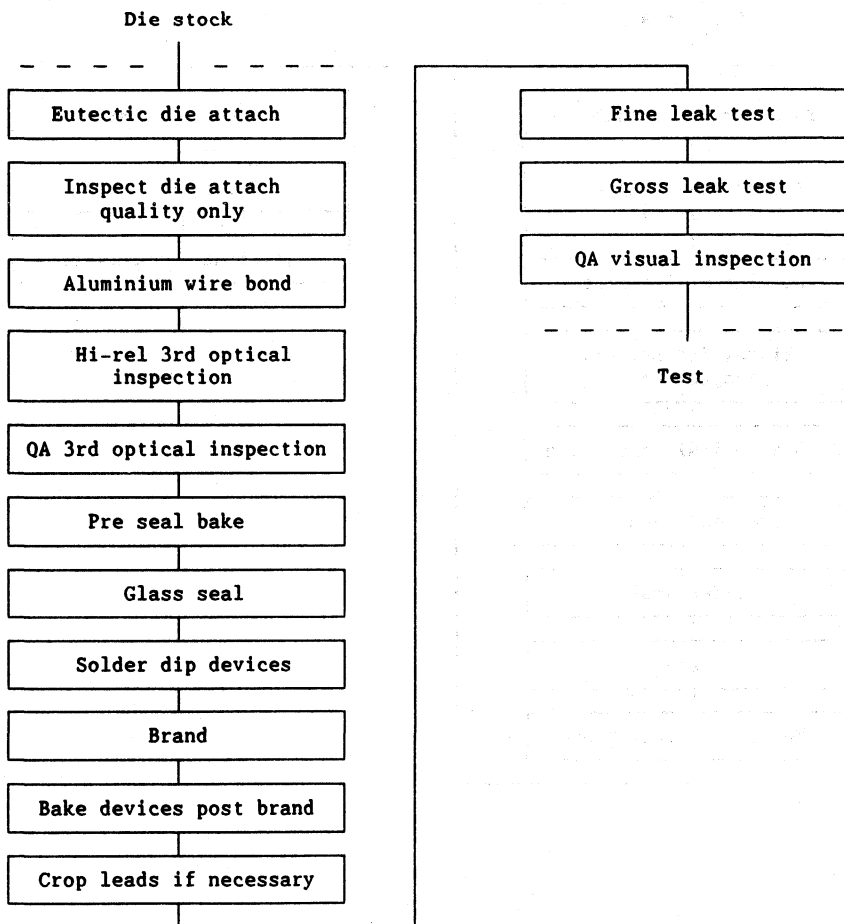 Die stock
Eutectic die attach
Inspect die attach
quality only
Aluminium wire bond
Hi-rel 3rd optical
inspection
QA 3rd optical inspection
Pre seal bake
Glass seal
Solder dip devices
Brand
Bake devices post brand
Crop leads if necessary
Fine leak test
Gross leak test
QA visual inspection
Test